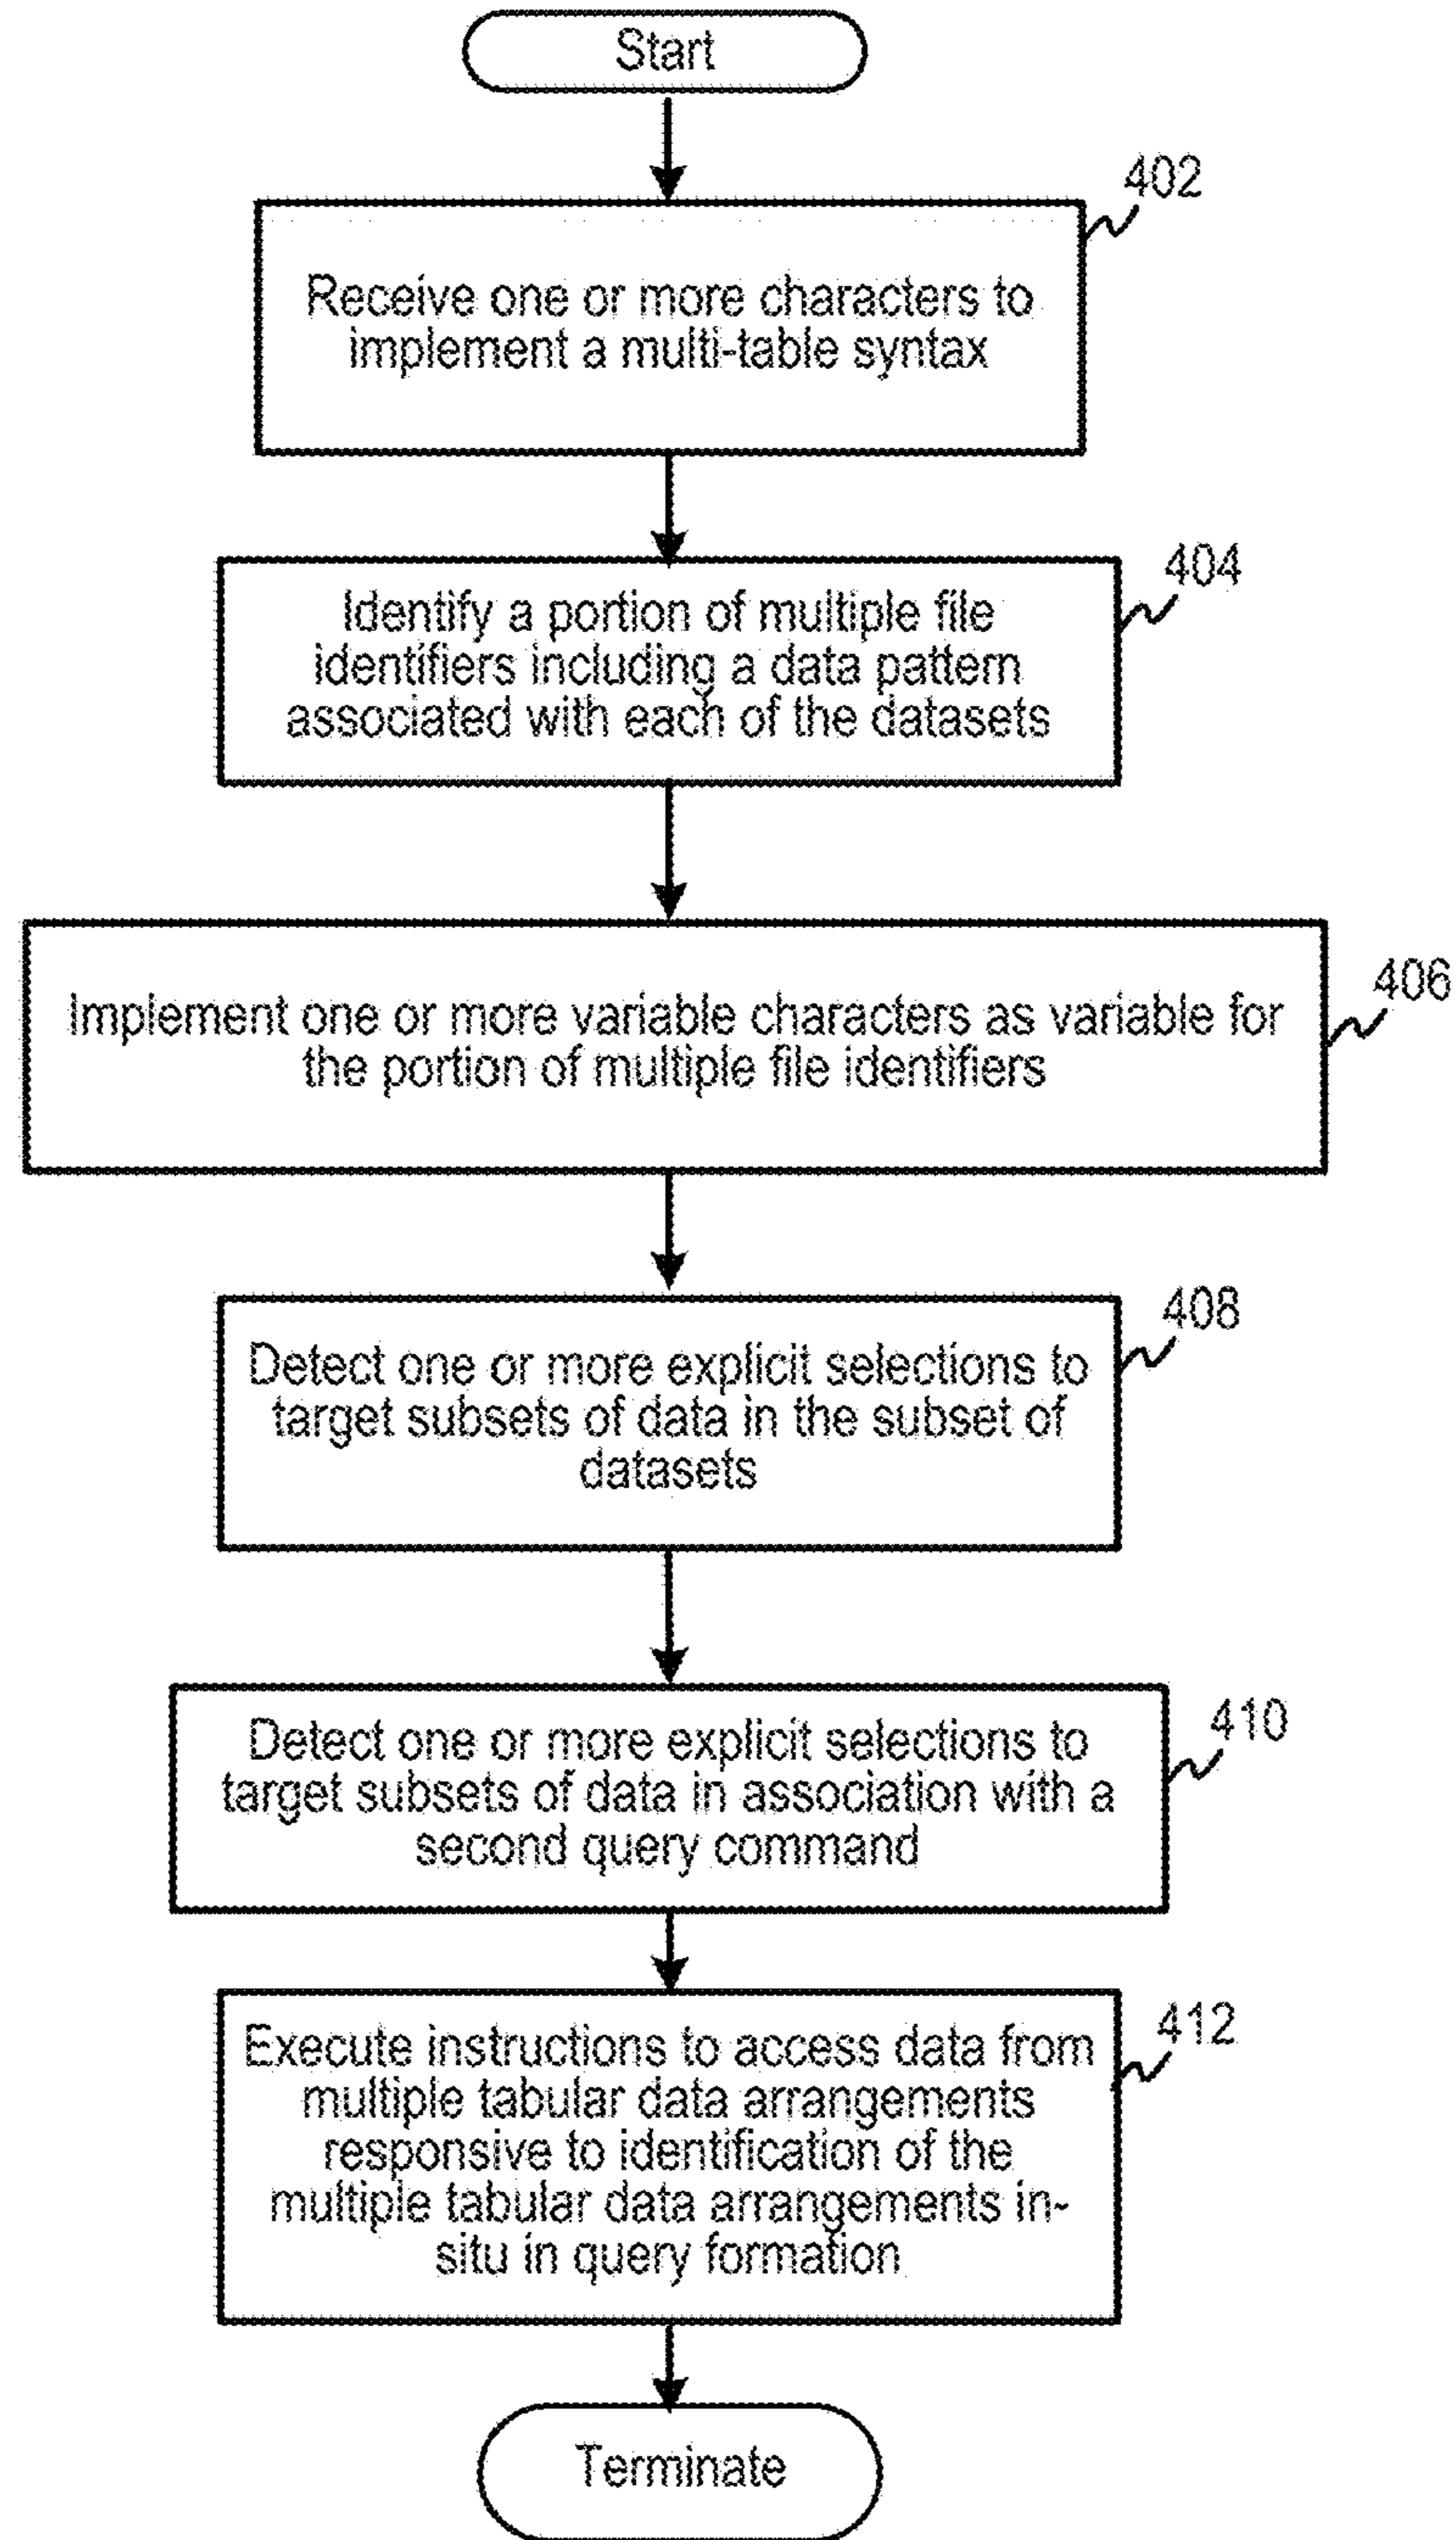 Start
402
Receive one or more characters to
implement a multi-table syntax
404
Identify a portion of multiple file
identifiers including a data pattern
associated with each of the datasets
406
Implement one or more variable characters as variable for
the portion of multiple file identifiers
408
Detect one or more explicit selections to
target subsets of data in the subset of
datasets
410
Detect one or more explicit selections to
target subsets of data in association with a
second query command
412
Execute instructions to access data from
multiple tabular data arrangements
responsive to identification of the
multiple tabular data arrangements in-
situ in query formation
Terminate